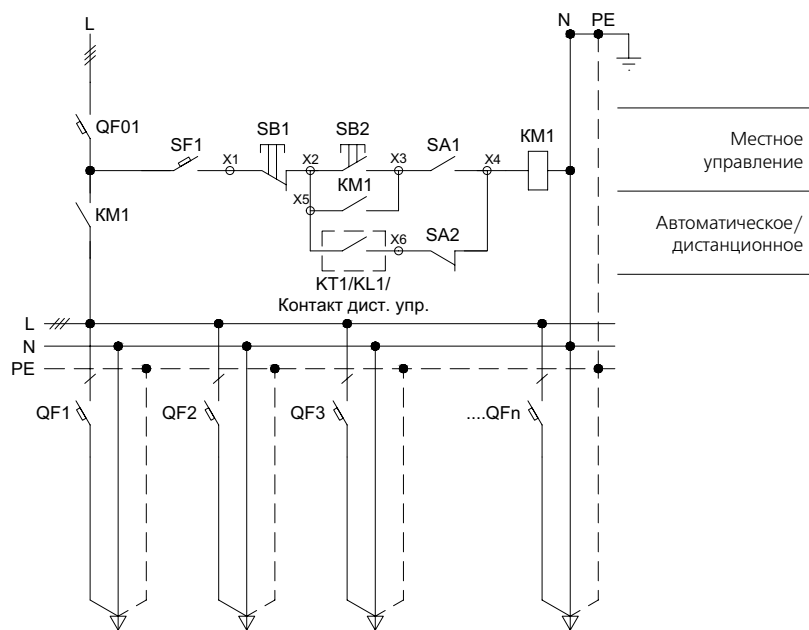 L
N PE
QF01
SF1
X1
SB1
X2
SB2
X3
SA1
X4
KM1
Местное
управление
KM1
X5
KM1
X6
SA2
Автоматическое/
дистанционное
KT1/KL1/
Контакт дист. упр.
L
N
PE
QF1
QF2
QF3
....QFn